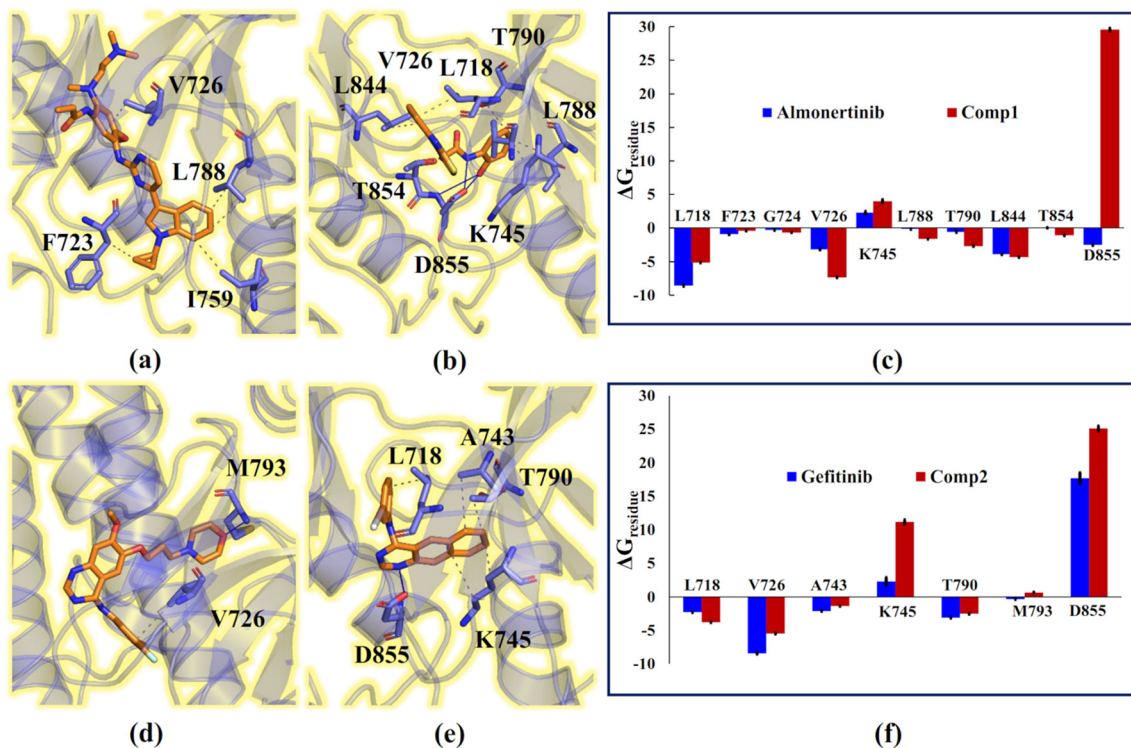 V726
L788
F723
I759
(a)
T790
V726
L718
L844
L788
T854
K745
D855
(b)
ΔGresidue
30
25
20
15
10
5
0
-5
-10
Almonertinib
Comp1
L718 F723 G724 V726 L788 T790 L844 T854
K745
D855
(c)
M793
V726
(d)
A743
L718
T790
D855
K745
(e)
ΔGresidue
30
25
20
15
10
5
0
-5
-10
Gefitinib
Comp2
L718 V726 A743 T790
K745 M793 D855
(f)